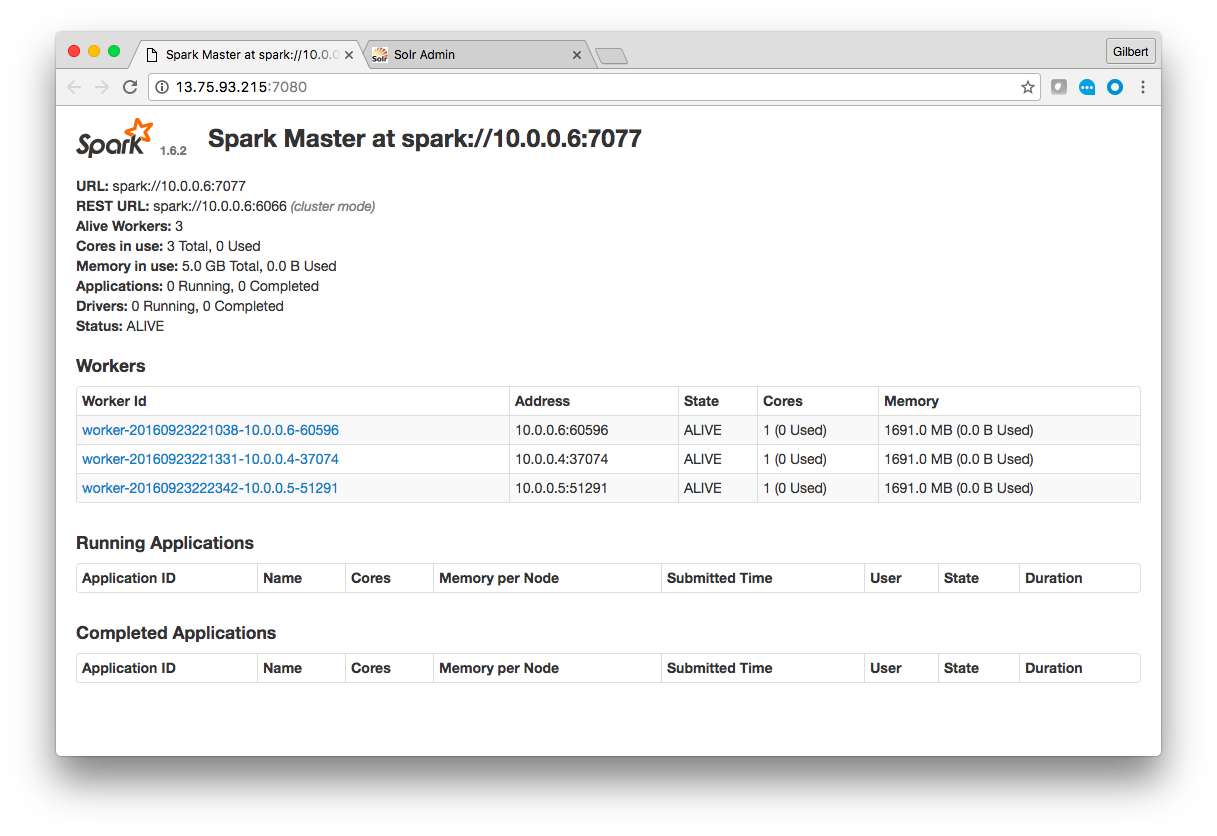 Spark Master at spark://10.0.0
Solr Admin
Gilbert
13.75.93.215:7080
Spark 1.6.2 Spark Master at spark://10.0.0.6:7077
URL: spark://10.0.0.6:7077
REST URL: spark://10.0.0.6:6066 (cluster mode)
Alive Workers: 3
Cores in use: 3 Total, 0 Used
Memory in use: 5.0 GB Total, 0.0 B Used
Applications: 0 Running, 0 Completed
Drivers: 0 Running, 0 Completed
Status: ALIVE
Workers
Worker Id Address State Cores Memory
worker-20160923221038-10.0.0.6-60596 10.0.0.6:60596 ALIVE 1 (0 Used) 1691.0 MB (0.0 B Used)
worker-20160923221331-10.0.0.4-37074 10.0.0.4:37074 ALIVE 1 (0 Used) 1691.0 MB (0.0 B Used)
worker-20160923222342-10.0.0.5-51291 10.0.0.5:51291 ALIVE 1 (0 Used) 1691.0 MB (0.0 B Used)
Running Applications
Application ID Name Cores Memory per Node Submitted Time User State Duration
Completed Applications
Application ID Name Cores Memory per Node Submitted Time User State Duration